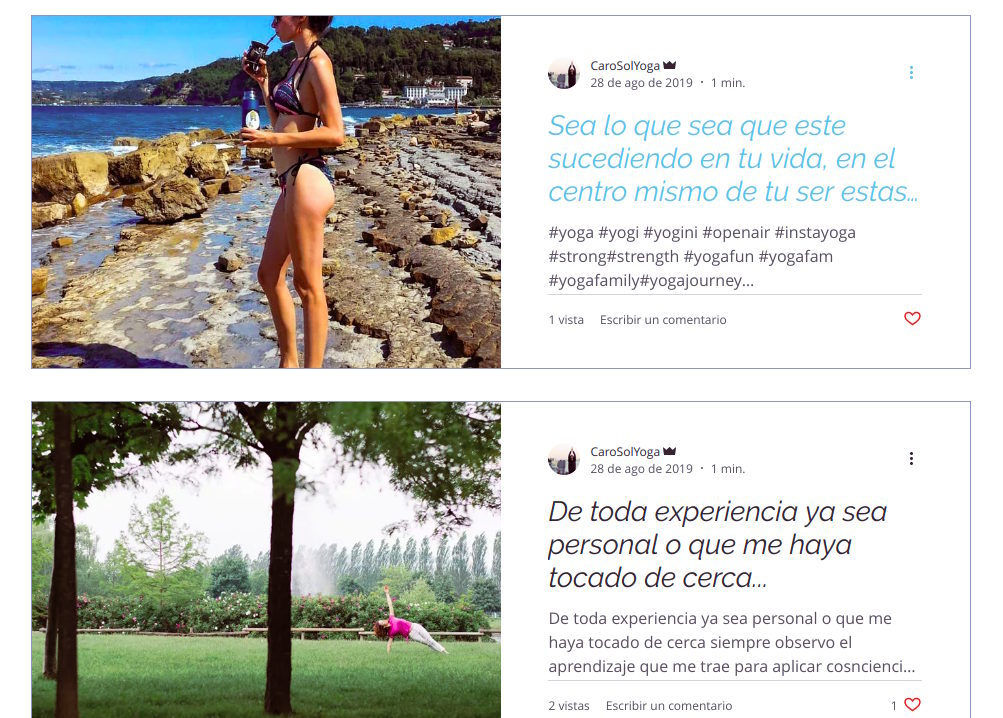 CaroSolYoga
28 de ago de 2019 · 1 min.
Sea lo que sea que este
sucediendo en tu vida, en el
centro mismo de tu ser estas...
#yoga #yogi #yogini #openair #instayoga
#strong#strength #yogafun #yogafam
#yogafamily#yogajourney...
1 vista Escribir un comentario
CaroSolYoga
28 de ago de 2019 · 1 min.
De toda experiencia ya sea
personal o que me haya
tocado de cerca...
De toda experiencia ya sea personal o que me
haya tocado de cerca siempre observo el
aprendizaje que me trae para aplicar cosncienci...
2 vistas Escribir un comentario 1